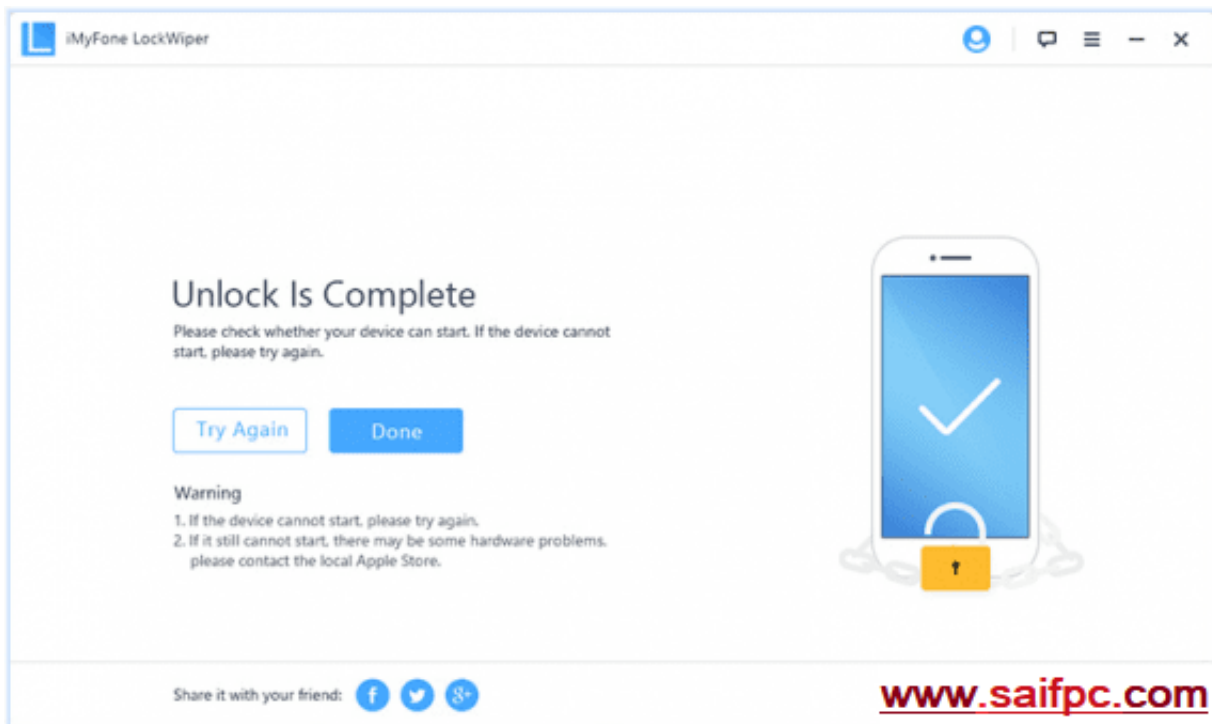 iMyFone LockWiper
Unlock Is Complete
Please check whether your device can start. If the device cannot
start, please try again.
Try Again
Done
Warning
1. If the device cannot start, please try again.
2. If it still cannot start, there may be some hardware problems.
please contact the local Apple Store.
Share it with your friend:
f
8+
www.saifpc.com